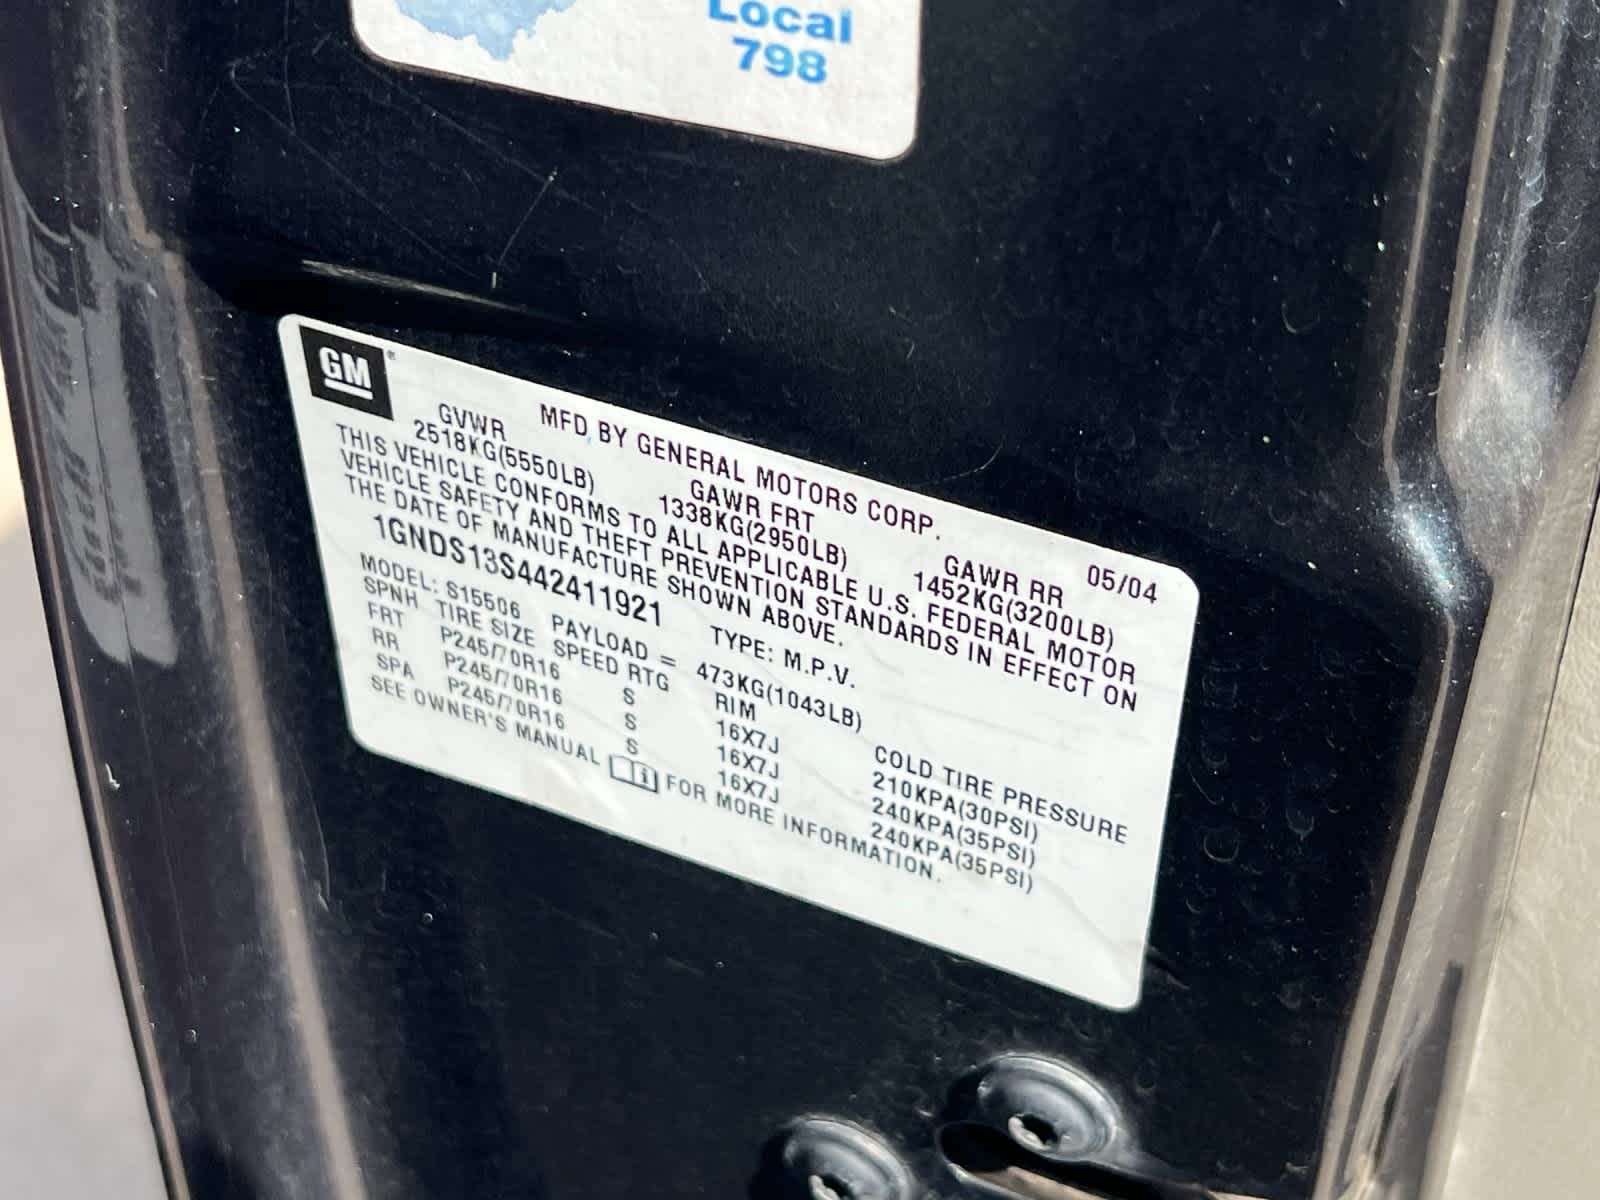 Local
798
GM
MFD BY GENERAL MOTORS CORP. 05/04
GVWR GAWR FRT GAWR RR
2518KG(5550LB) 1338KG(2950LB) 1452KG(3200LB)
THIS VEHICLE CONFORMS TO ALL APPLICABLE U.S. FEDERAL MOTOR
VEHICLE SAFETY AND THEFT PREVENTION STANDARDS IN EFFECT ON
THE DATE OF MANUFACTURE SHOWN ABOVE.
1GNDS13S442411921 TYPE: M.P.V.
MODEL: S15506 PAYLOAD = 473KG(1043LB)
SPNH TIRE SIZE SPEED RTG RIM COLD TIRE PRESSURE
FRT P245/70R16 S 16X7J 210KPA(30PSI)
RR P245/70R16 S 16X7J 240KPA(35PSI)
SPA P245/70R16 S 16X7J 240KPA(35PSI)
SEE OWNER'S MANUAL FOR MORE INFORMATION.